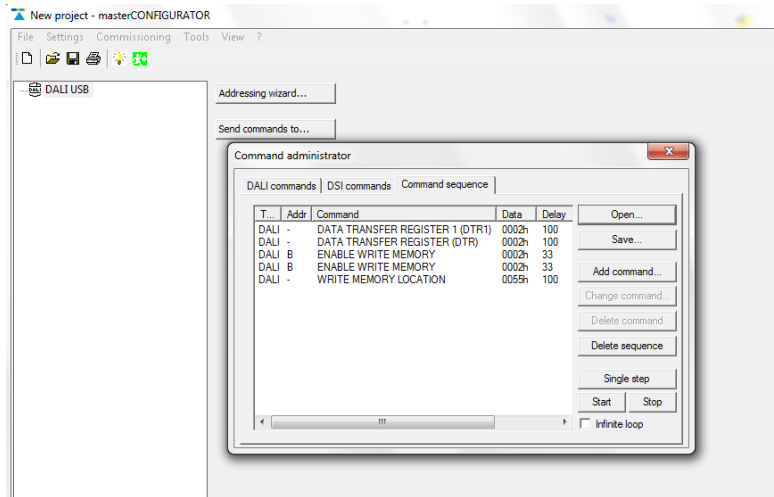 New project - masterCONFIGURATOR
File Settings Commissioning Tools View ?
DALI USB
Addressing wizard...
Send commands to...
Command administrator
DALI commands DSI commands Command sequence
T... Addr Command Data Delay
DALI - DATA TRANSFER REGISTER 1 (DTR1) 0002h 100
DALI - DATA TRANSFER REGISTER (DTR) 0002h 100
DALI B ENABLE WRITE MEMORY 0002h 33
DALI B ENABLE WRITE MEMORY 0002h 33
DALI - WRITE MEMORY LOCATION 0055h 100
Open...
Save...
Add command...
Change command...
Delete command
Delete sequence
Single step
Start Stop
Infinite loop